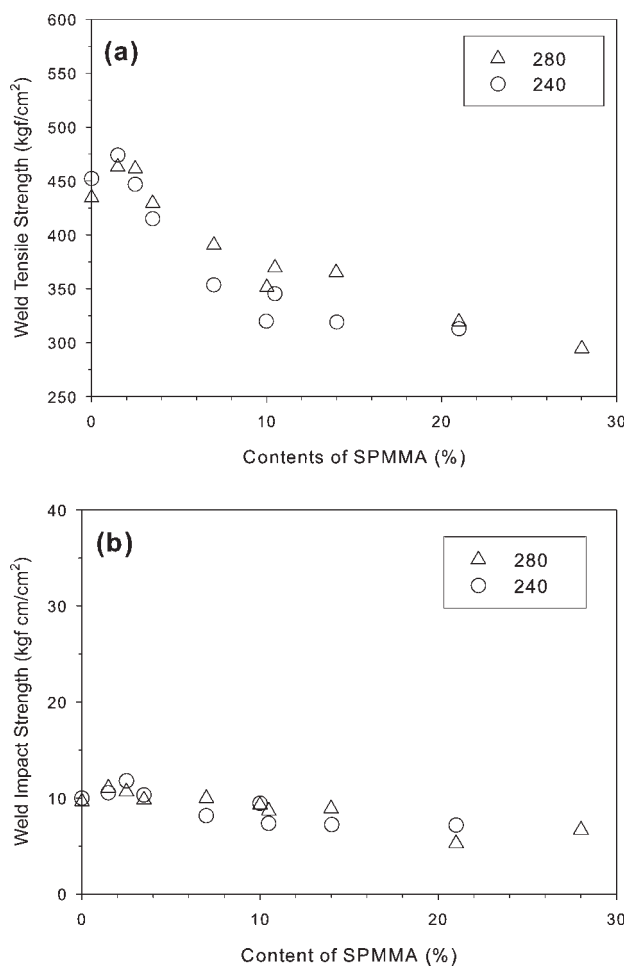 (a)
280
240
600
550
500
450
400
350
300
250
Weld Tensile Strength (kgf/cm²)
0 10 20 30
Contents of SPMMA (%)
(b)
280
240
40
30
20
10
0
Weld Impact Strength (kgf cm/cm²)
0 10 20 30
Content of SPMMA (%)